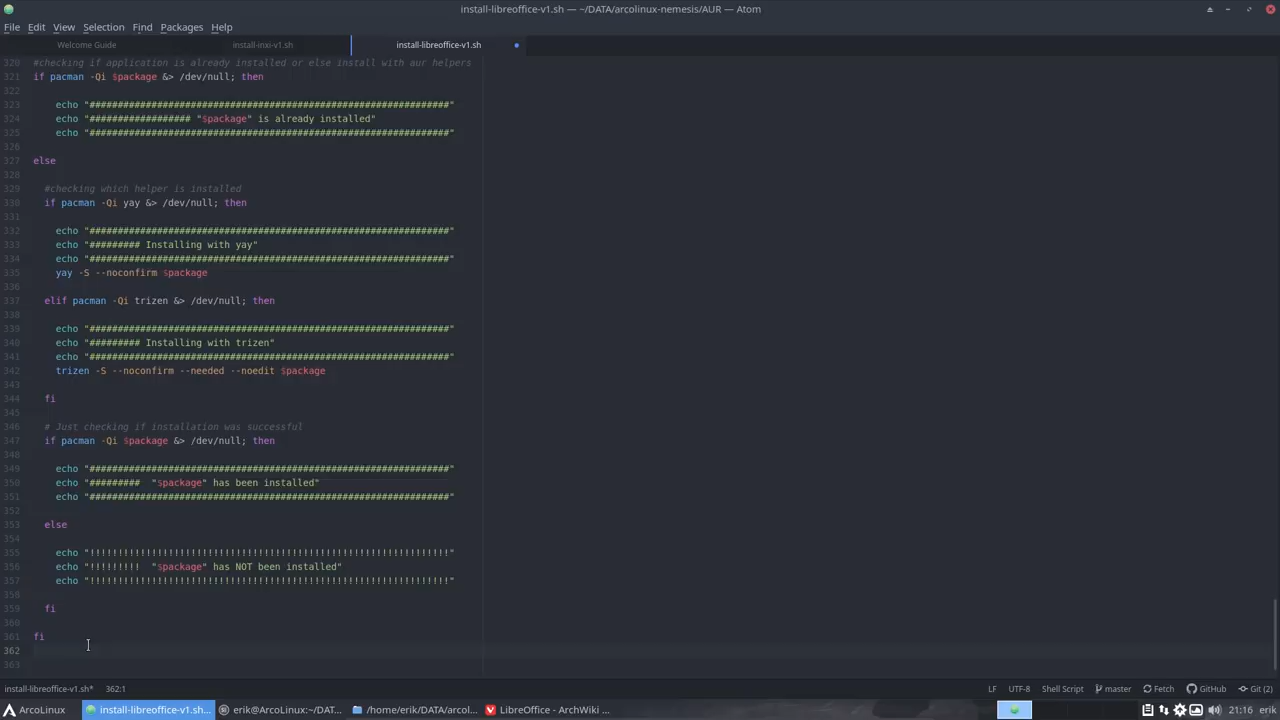 install-libreoffice-v1.sh — ~/DATA/arcolinux-nemesis/AUR — Atom
File Edit View Selection Find Packages Help
Welcome Guide install-inxi-v1.sh install-libreoffice-v1.sh
320 #checking if application is already installed or else install with aur helpers
321 if pacman -Qi $package &> /dev/null; then
322
323 echo "################################################################"
324 echo "################## "$package" is already installed"
325 echo "################################################################"
326
327 else
328
329 #checking which helper is installed
330 if pacman -Qi yay &> /dev/null; then
331
332 echo "################################################################"
333 echo "######### Installing with yay"
334 echo "################################################################"
335 yay -S --noconfirm $package
336
337 elif pacman -Qi trizen &> /dev/null; then
338
339 echo "################################################################"
340 echo "######### Installing with trizen"
341 echo "################################################################"
342 trizen -S --noconfirm --needed --noedit $package
343
344 fi
345
346 # Just checking if installation was successful
347 if pacman -Qi $package &> /dev/null; then
348
349 echo "################################################################"
350 echo "#########  "$package" has been installed"
351 echo "################################################################"
352
353 else
354
355 echo "!!!!!!!!!!!!!!!!!!!!!!!!!!!!!!!!!!!!!!!!!!!!!!!!!!!!!!!!!!!!!!!!"
356 echo "!!!!!!!!!  "$package" has NOT been installed"
357 echo "!!!!!!!!!!!!!!!!!!!!!!!!!!!!!!!!!!!!!!!!!!!!!!!!!!!!!!!!!!!!!!!!"
358
359 fi
360
361 fi
362
363
install-libreoffice-v1.sh* 362:1 LF UTF-8 Shell Script master Fetch GitHub Git (2)
ArcoLinux install-libreoffice-v1.sh... erik@ArcoLinux:~/DAT... /home/erik/DATA/arcol... LibreOffice - ArchWiki ... 21:16 erik